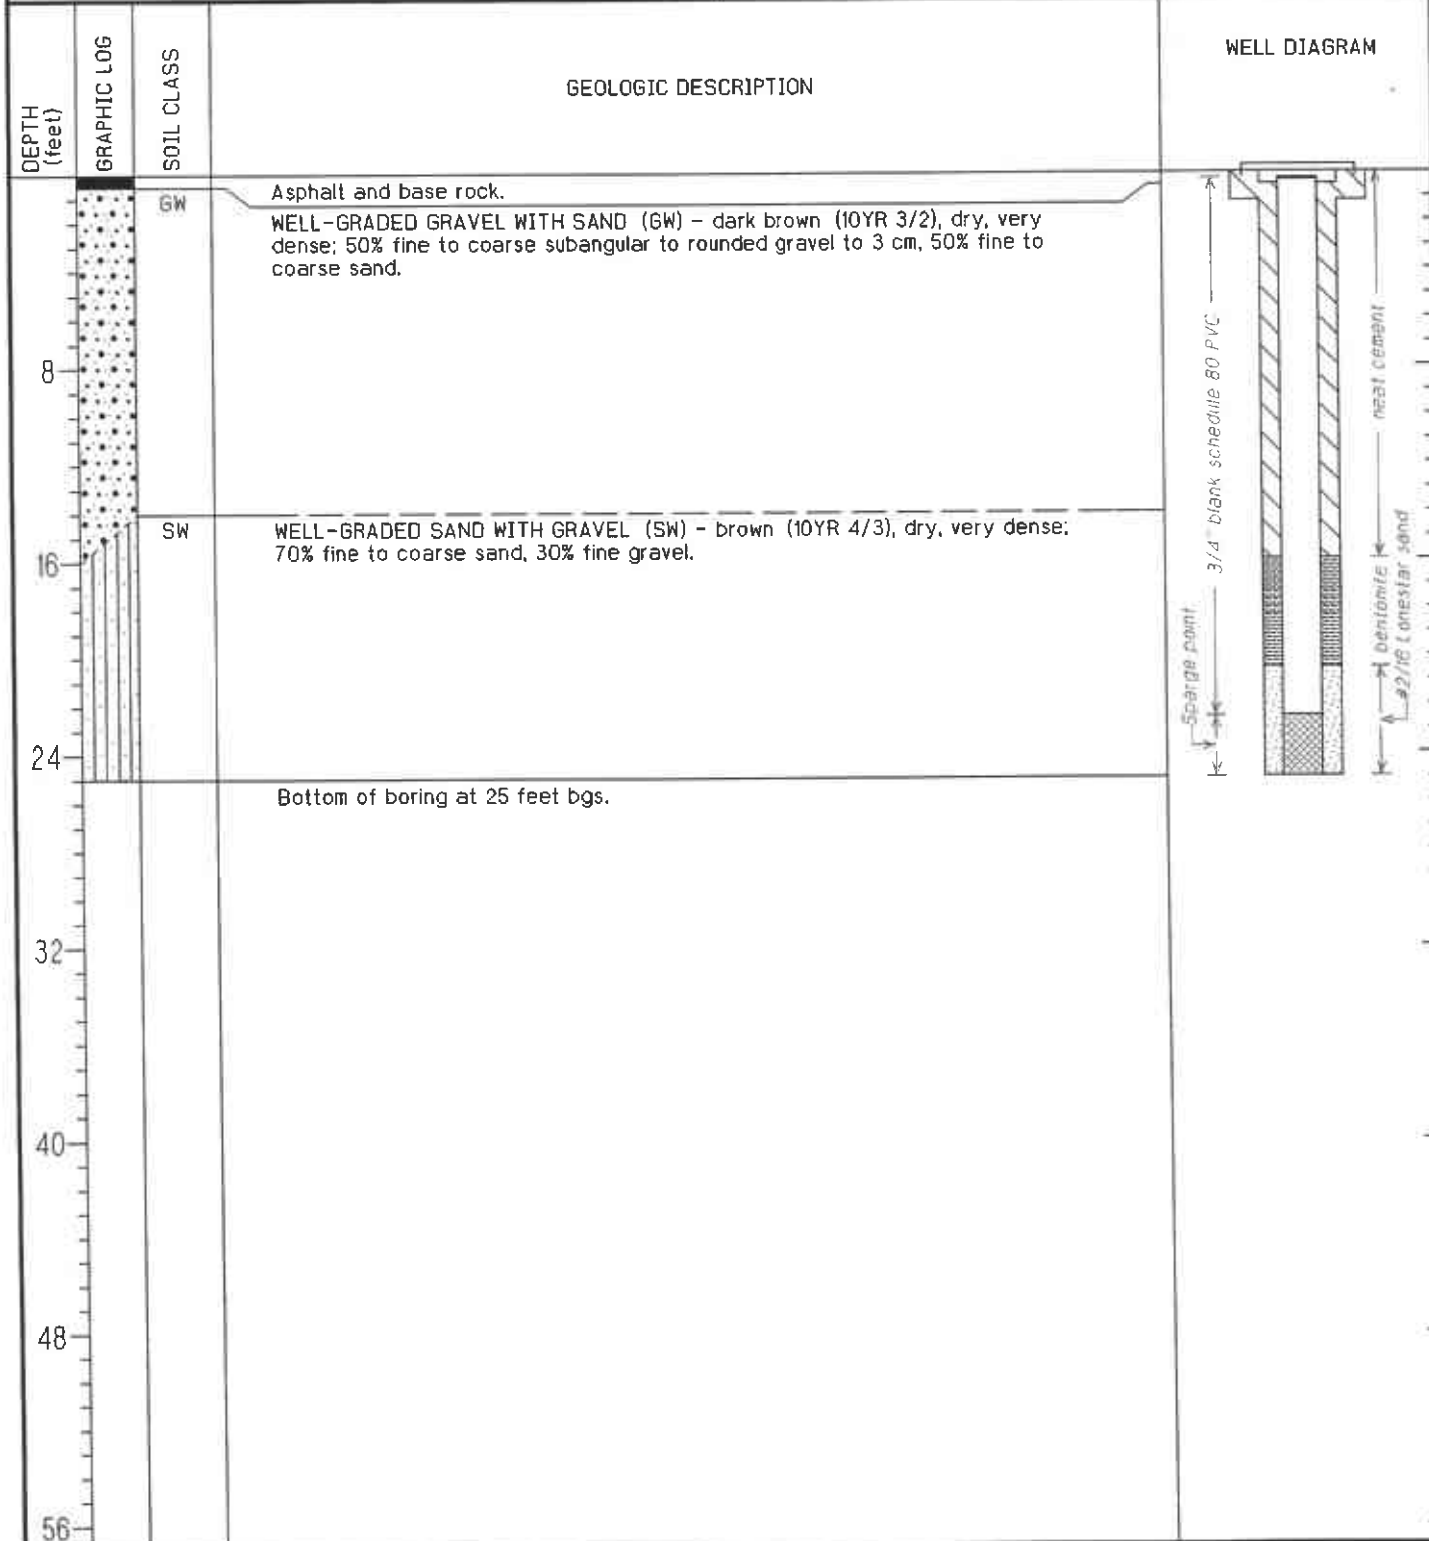 DEPTH
(feet)
GRAPHIC LOG
SOIL CLASS
GEOLOGIC DESCRIPTION
WELL DIAGRAM
Asphalt and base rock.
GW
WELL-GRADED GRAVEL WITH SAND (GW) - dark brown (10YR 3/2), dry, very
dense; 50% fine to coarse subangular to rounded gravel to 3 cm, 50% fine to
coarse sand.
8
SW
WELL-GRADED SAND WITH GRAVEL (SW) - brown (10YR 4/3), dry, very dense;
70% fine to coarse sand, 30% fine gravel.
16
24
Bottom of boring at 25 feet bgs.
32
40
48
56
Sparge point
3/4" blank schedule 80 PVC
neat cement
bentonite
#2/16 Lonestar sand